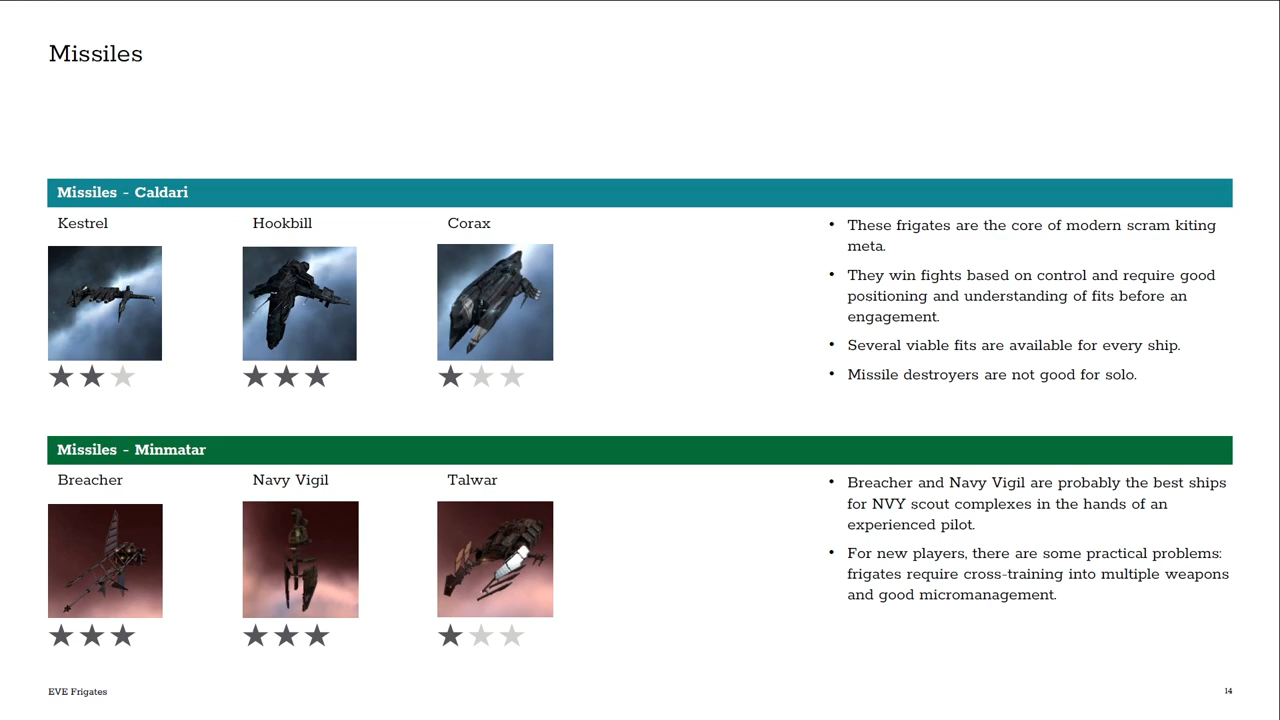 Missiles
Missiles - Caldari
Kestrel
Hookbill
Corax
• These frigates are the core of modern scram kiting
meta.
• They win fights based on control and require good
positioning and understanding of fits before an
engagement.
• Several viable fits are available for every ship.
• Missile destroyers are not good for solo.
Missiles - Minmatar
Breacher
Navy Vigil
Talwar
• Breacher and Navy Vigil are probably the best ships
for NVY scout complexes in the hands of an
experienced pilot.
• For new players, there are some practical problems:
frigates require cross-training into multiple weapons
and good micromanagement.
EVE Frigates
14